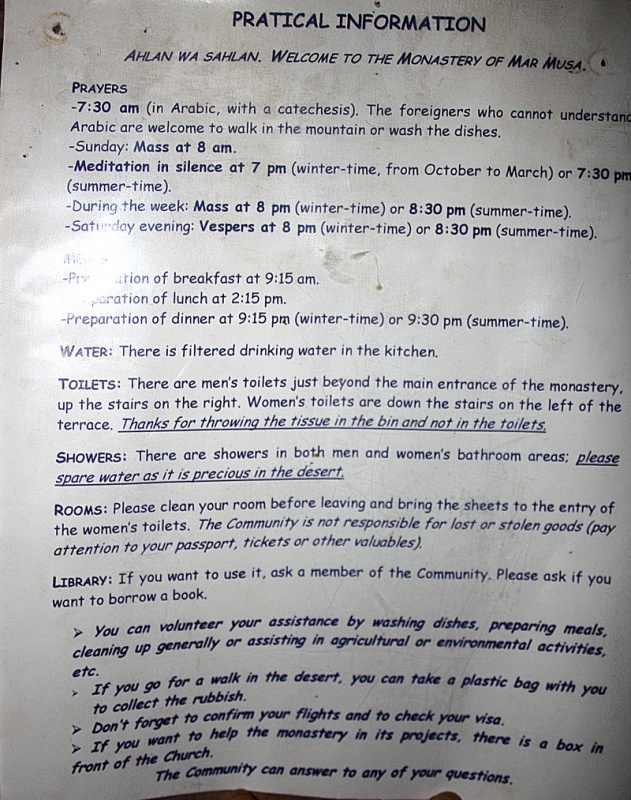 PRATICAL INFORMATION
AHLAN WA SAHLAN. WELCOME TO THE MONASTERY OF MAR MUSA.
PRAYERS
-7:30 am (in Arabic, with a catechesis). The foreigners who cannot understand
Arabic are welcome to walk in the mountain or wash the dishes.
-Sunday: Mass at 8 am.
-Meditation in silence at 7 pm (winter-time, from October to March) or 7:30 pm
(summer-time).
-During the week: Mass at 8 pm (winter-time) or 8:30 pm (summer-time).
-Saturday evening: Vespers at 8 pm (winter-time) or 8:30 pm (summer-time).
-Preparation of breakfast at 9:15 am.
-Preparation of lunch at 2:15 pm.
-Preparation of dinner at 9:15 pm (winter-time) or 9:30 pm (summer-time).
WATER: There is filtered drinking water in the kitchen.
TOILETS: There are men's toilets just beyond the main entrance of the monastery,
up the stairs on the right. Women's toilets are down the stairs on the left of the
terrace. Thanks for throwing the tissue in the bin and not in the toilets.
SHOWERS: There are showers in both men and women's bathroom areas; please
spare water as it is precious in the desert.
ROOMS: Please clean your room before leaving and bring the sheets to the entry of
the women's toilets. The Community is not responsible for lost or stolen goods (pay
attention to your passport, tickets or other valuables).
LIBRARY: If you want to use it, ask a member of the Community. Please ask if you
want to borrow a book.
➢ You can volunteer your assistance by washing dishes, preparing meals,
cleaning up generally or assisting in agricultural or environmental activities,
etc.
➢ If you go for a walk in the desert, you can take a plastic bag with you
to collect the rubbish.
➢ Don't forget to confirm your flights and to check your visa.
➢ If you want to help the monastery in its projects, there is a box in
front of the Church.
The Community can answer to any of your questions.